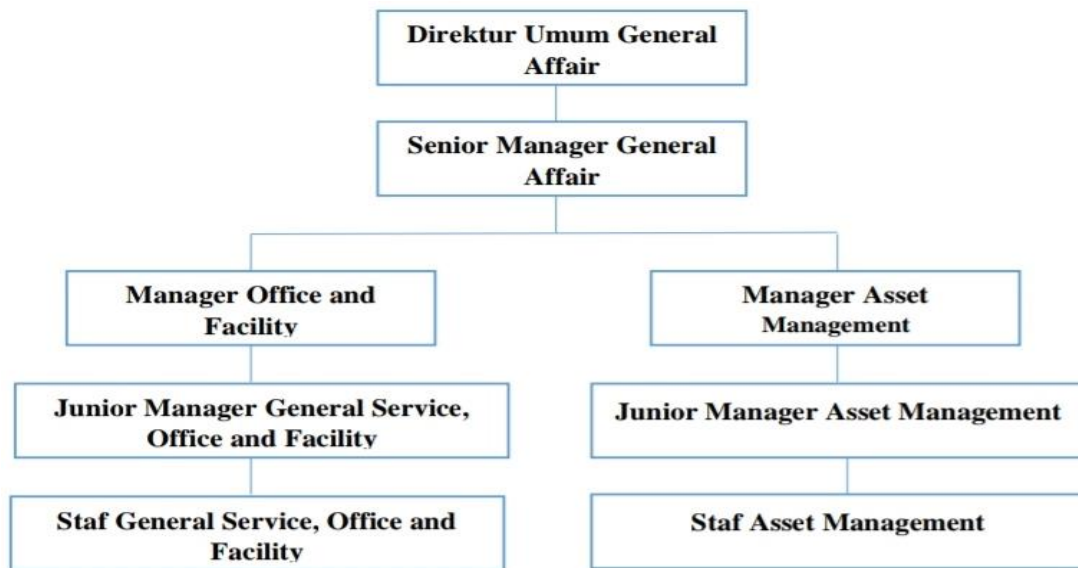 Direktur Umum General
Affair
Senior Manager General
Affair
Manager Office and
Facility
Manager Asset
Management
Junior Manager General Service,
Office and Facility
Junior Manager Asset Management
Staf General Service, Office and
Facility
Staf Asset Management